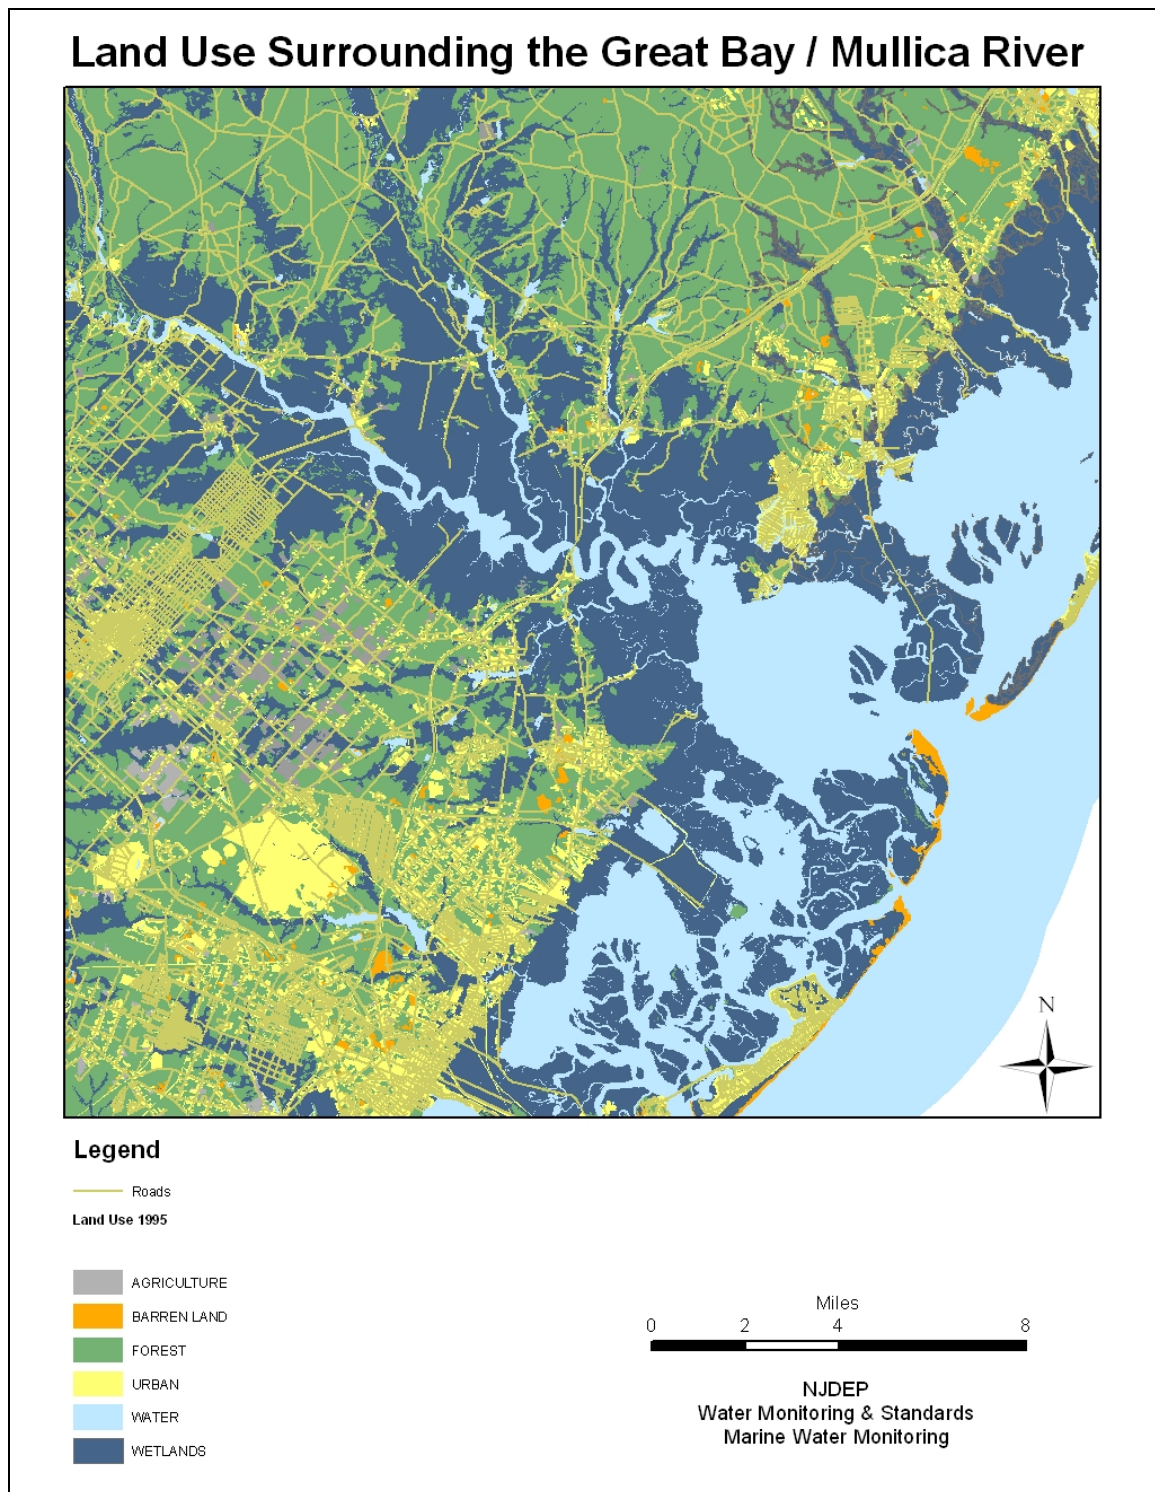 Land Use Surrounding the Great Bay / Mullica River
N
Legend
Roads
Land Use 1995
AGRICULTURE
BARREN LAND
FOREST
URBAN
WATER
WETLANDS
Miles
0 2 4 8
NJDEP
Water Monitoring & Standards
Marine Water Monitoring